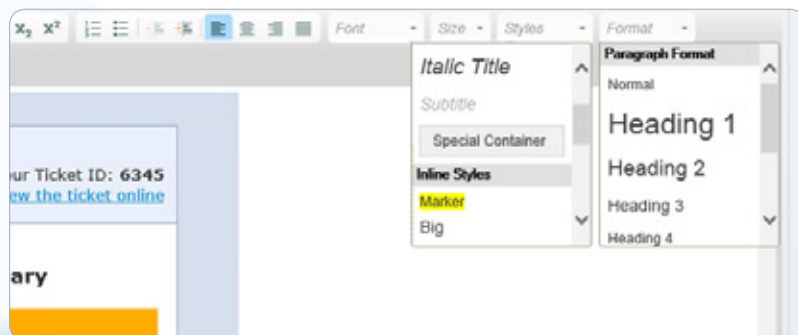 X₂ X² Font Size Styles Format
Italic Title
Subtitle
Special Container
Inline Styles
Marker
Big
Paragraph Format
Normal
Heading 1
Heading 2
Heading 3
Heading 4
ur Ticket ID: 6345
ew the ticket online
ary